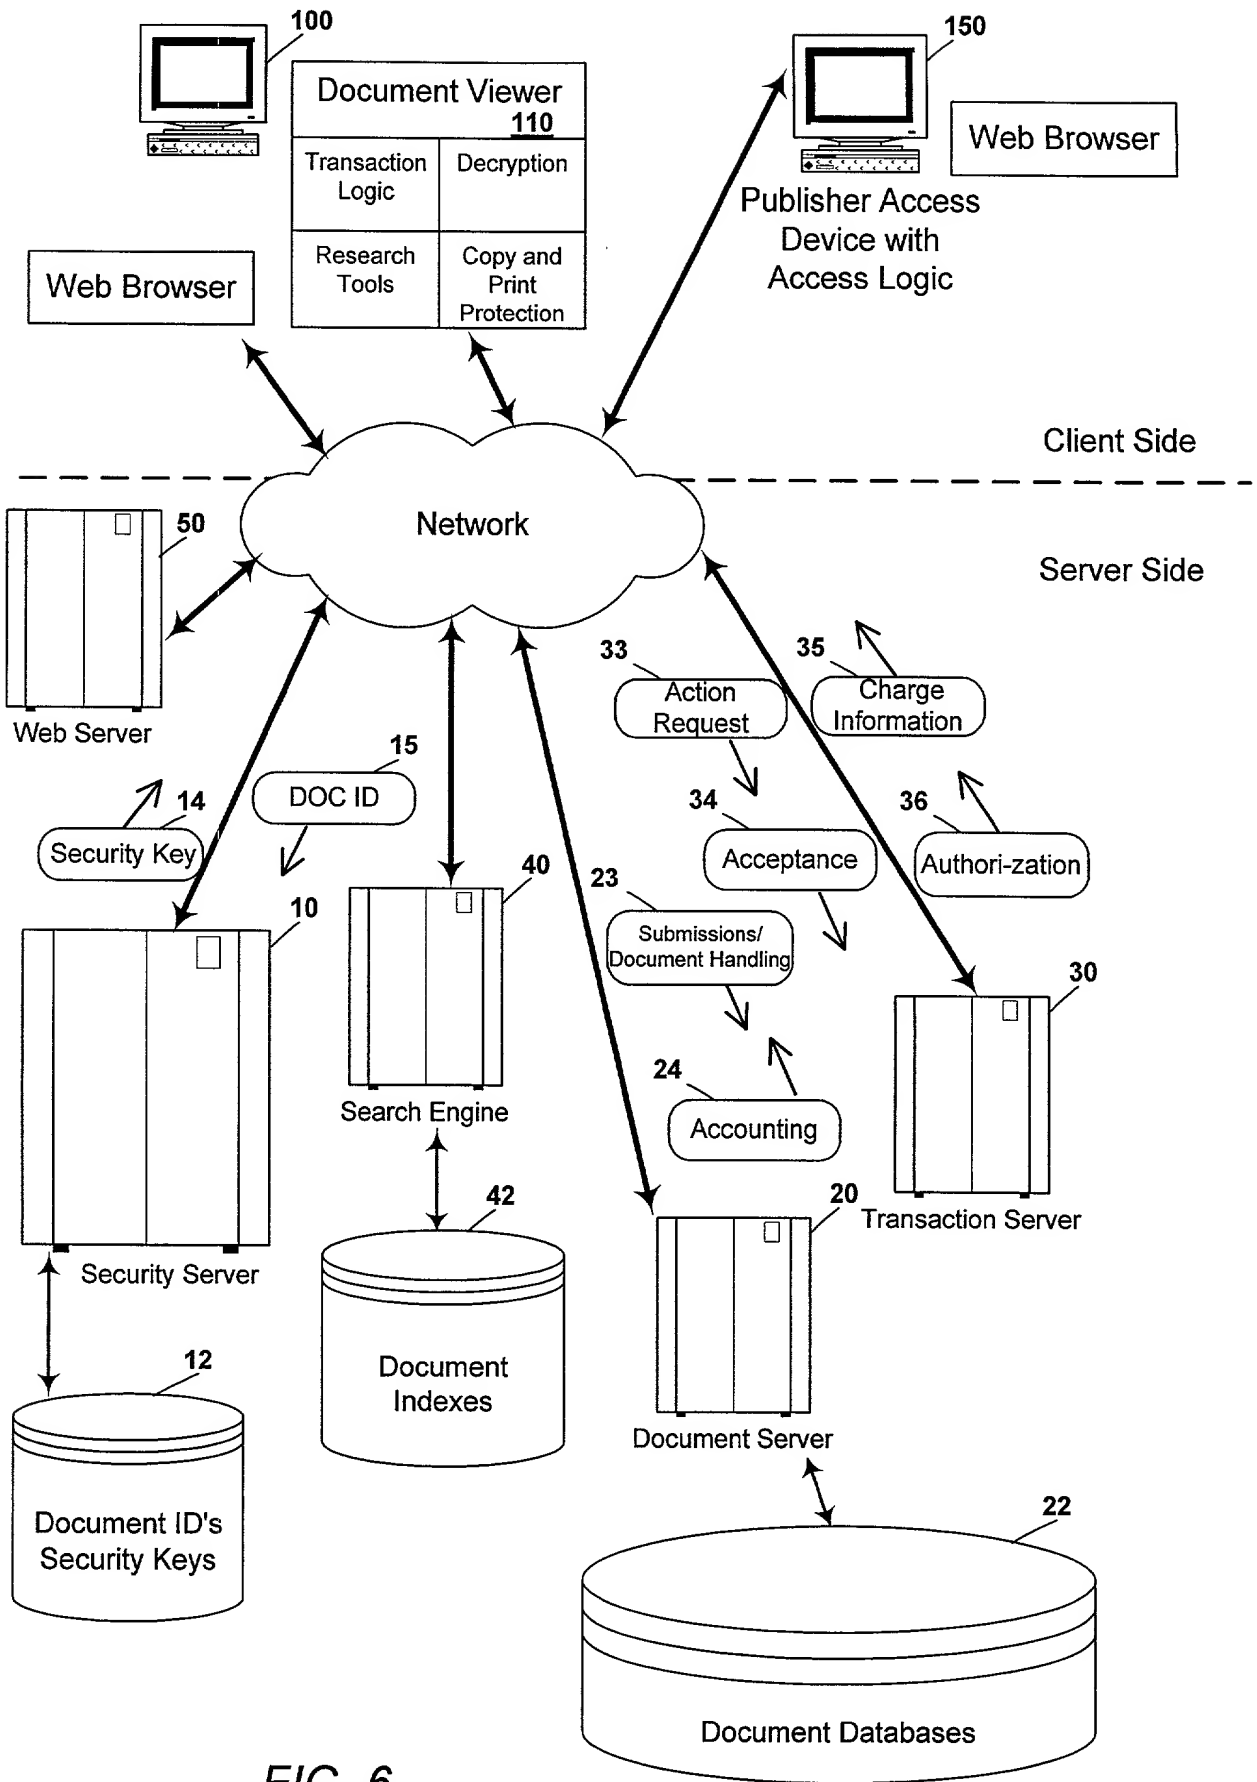 100
150
Document Viewer
110
Transaction
Logic
Decryption
Research
Tools
Copy and
Print
Protection
Web Browser
Web Browser
Publisher Access
Device with
Access Logic
Client Side
Network
Server Side
50
Web Server
33
Action
Request
35
Charge
Information
15
DOC ID
14
Security Key
34
Acceptance
36
Authori-zation
10
40
23
Submissions/
Document Handling
30
Search Engine
24
Accounting
42
20
Transaction Server
Security Server
12
Document
Indexes
Document Server
Document ID's
Security Keys
22
Document Databases
FIG. 6